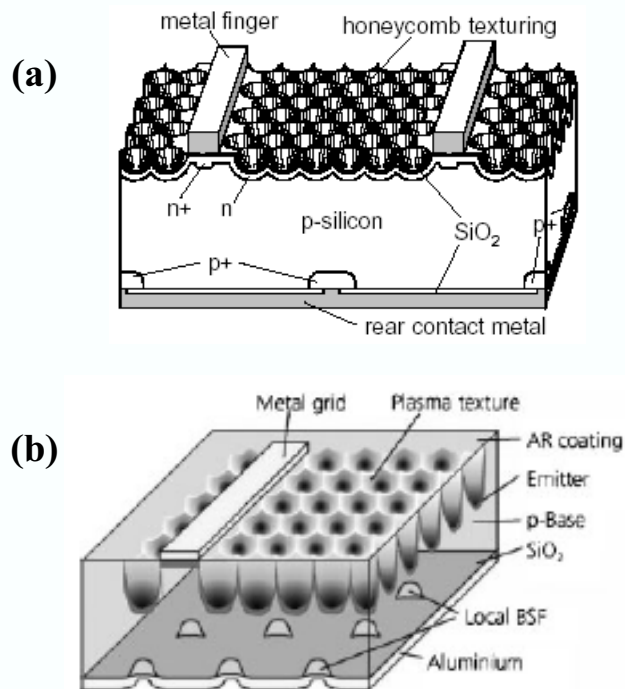 (a)
metal finger
honeycomb texturing
n+
n
p-silicon
SiO₂
p+
p+
rear contact metal
(b)
Metal grid
Plasma texture
AR coating
Emitter
p-Base
SiO₂
Local BSF
Aluminium